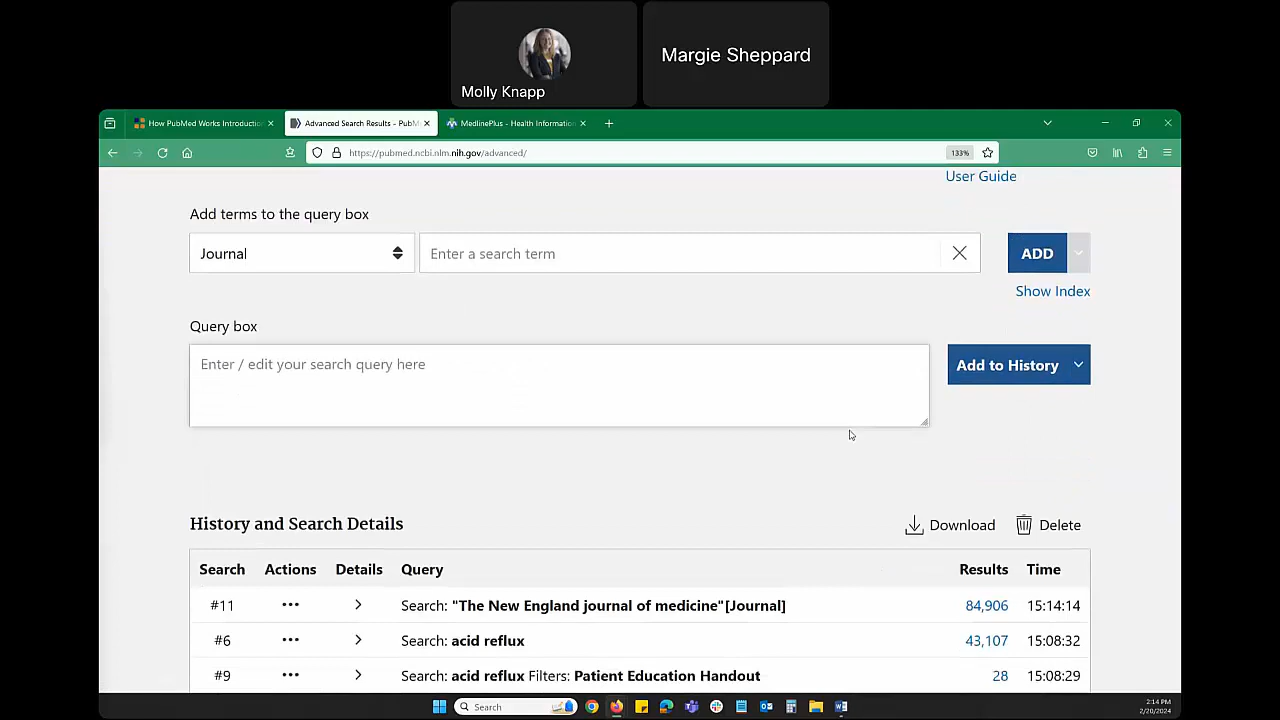 Molly Knapp
Margie Sheppard
How PubMed Works Introduction
Advanced Search Results - PubM
MedlinePlus - Health Information
https://pubmed.ncbi.nlm.nih.gov/advanced/
133%
User Guide
Add terms to the query box
Journal
Enter a search term
ADD
Show Index
Query box
Enter / edit your search query here
Add to History
History and Search Details
Download
Delete
Search Actions Details Query Results Time
#11 ••• Search: "The New England journal of medicine"[Journal] 84,906 15:14:14
#6 ••• Search: acid reflux 43,107 15:08:32
#9 ••• Search: acid reflux Filters: Patient Education Handout 28 15:08:29
Search
2:14 PM
2/20/2024